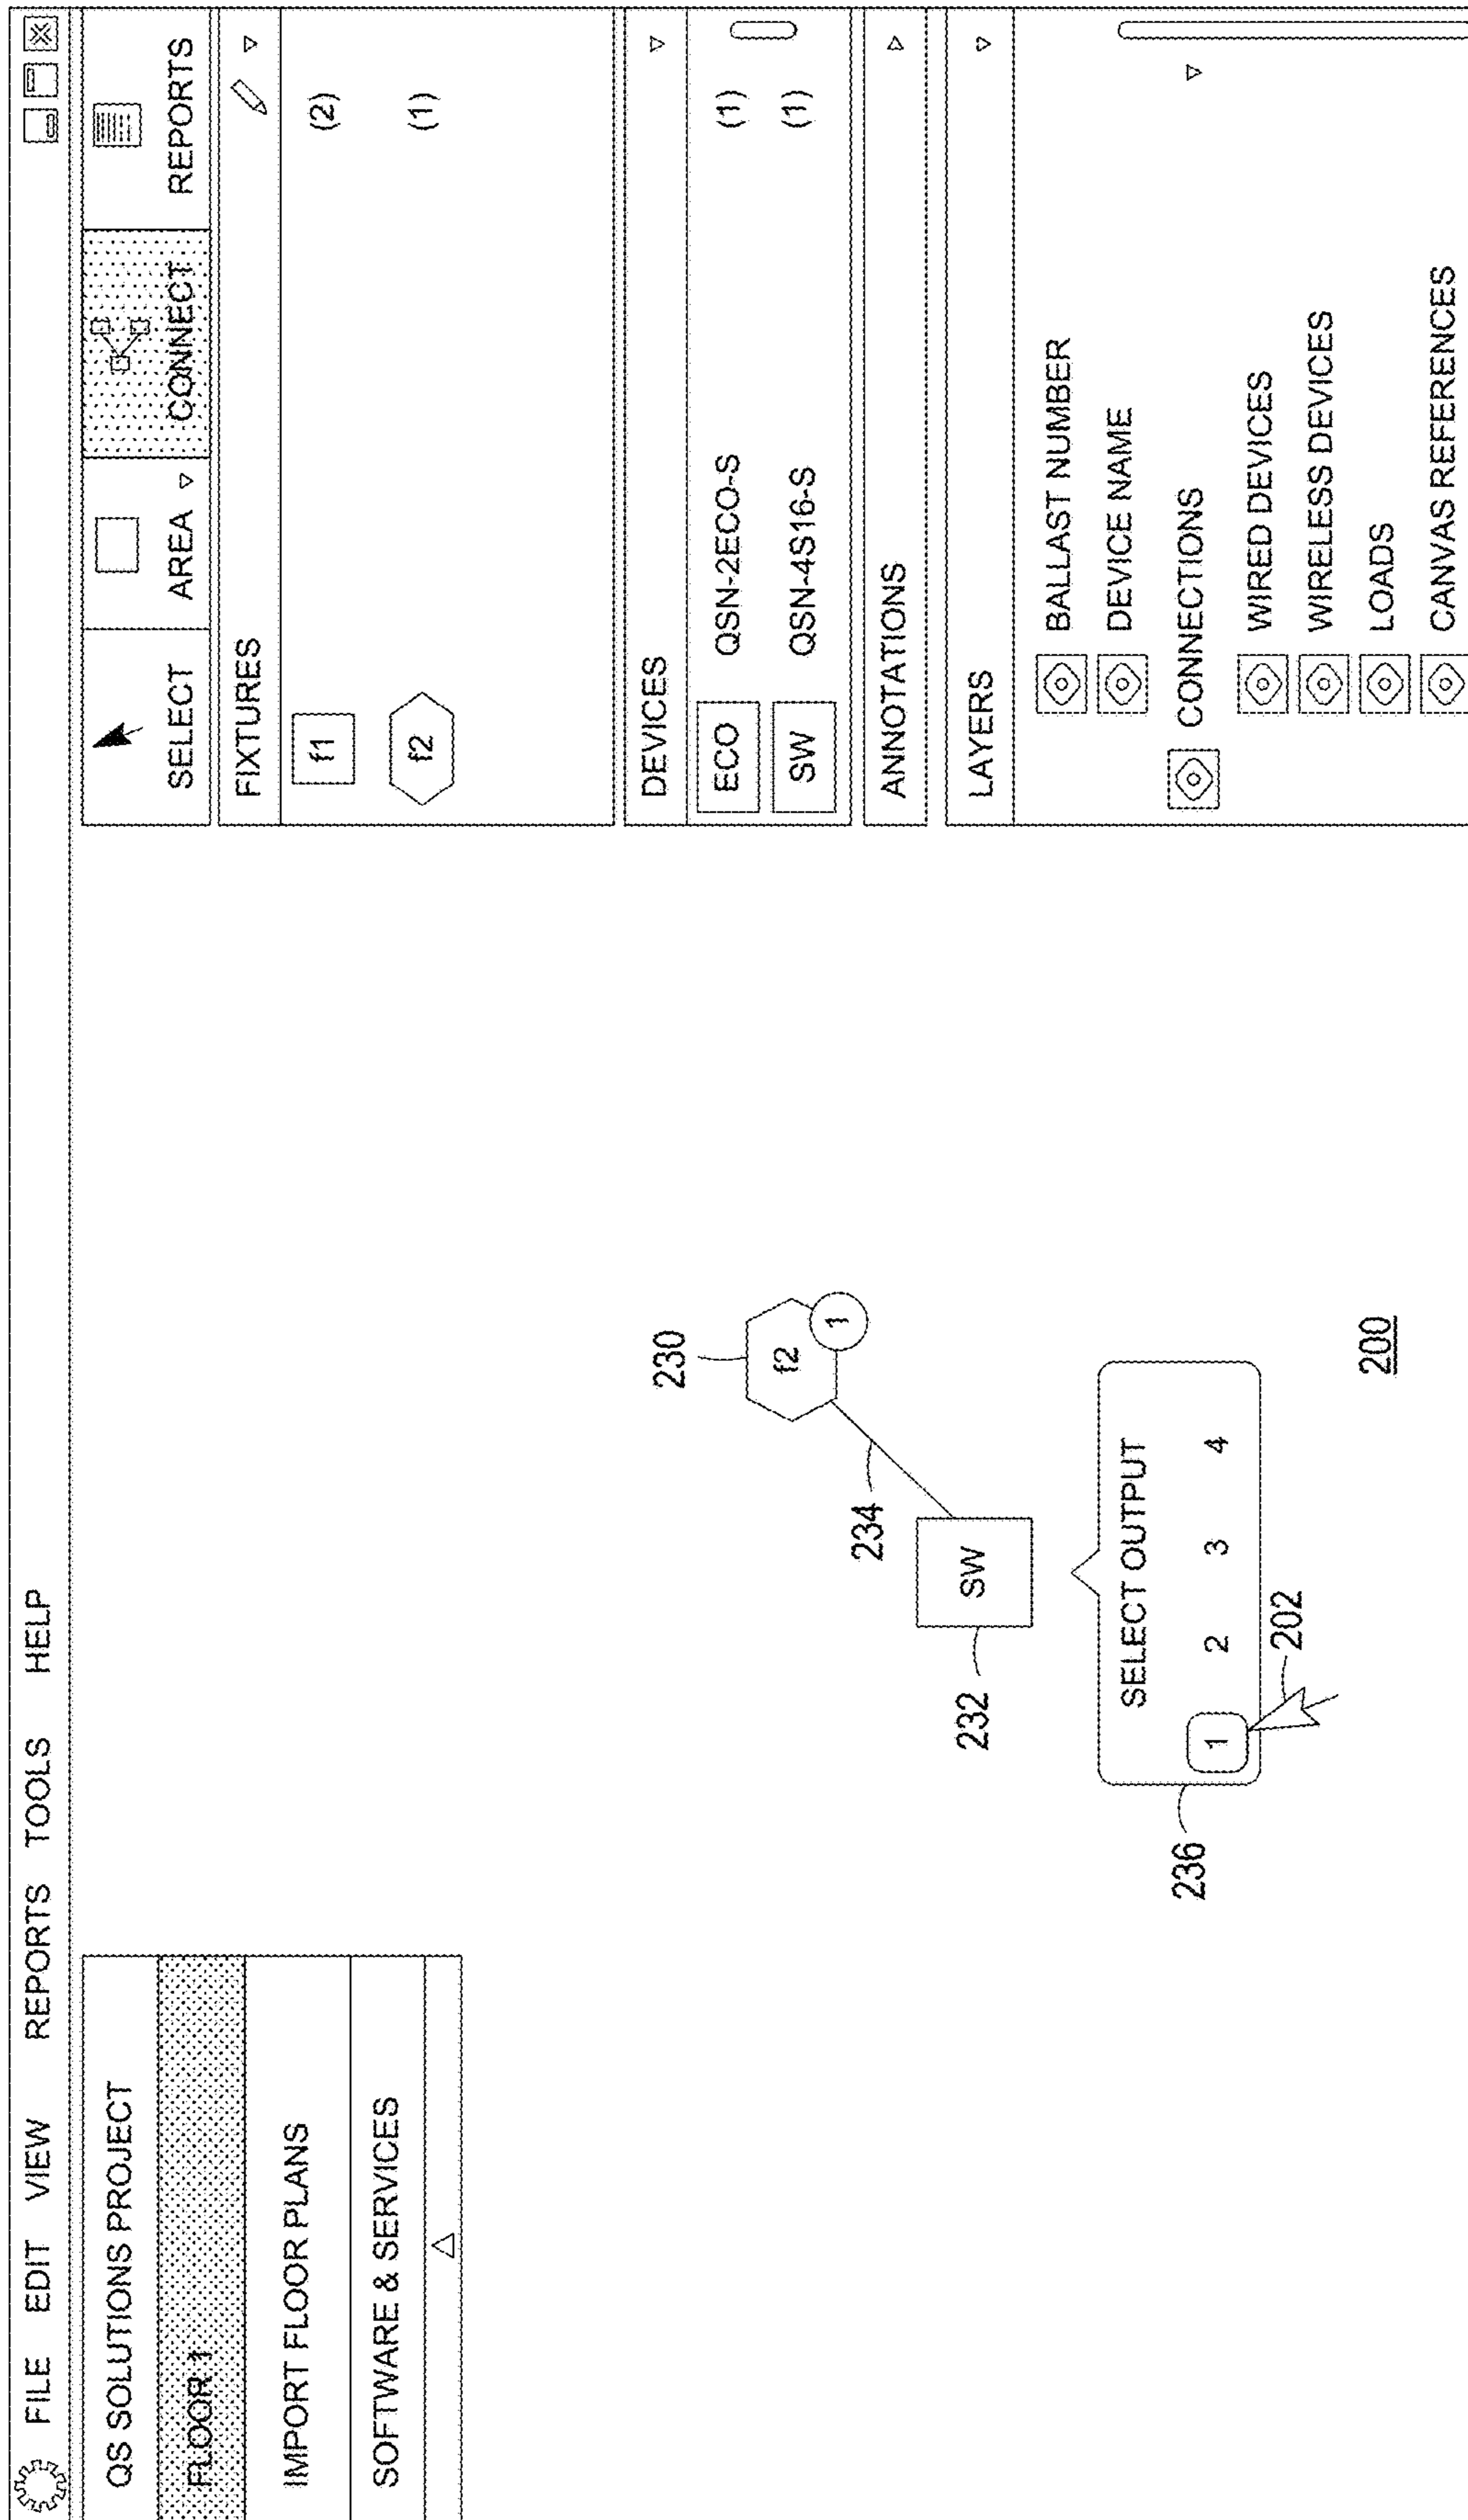 FILE EDIT VIEW REPORTS TOOLS HELP
QS SOLUTIONS PROJECT
FLOOR 1
IMPORT FLOOR PLANS
SOFTWARE & SERVICES
SELECT
AREA
CONNECT
REPORTS
FIXTURES
f1 (2)
f2 (1)
DEVICES
ECO QSN-2ECO-S (1)
SW QSN-4S16-S (1)
ANNOTATIONS
LAYERS
BALLAST NUMBER
DEVICE NAME
CONNECTIONS
WIRED DEVICES
WIRELESS DEVICES
LOADS
CANVAS REFERENCES
230
f2
1
234
SW
232
SELECT OUTPUT
1 2 3 4
236
202
200